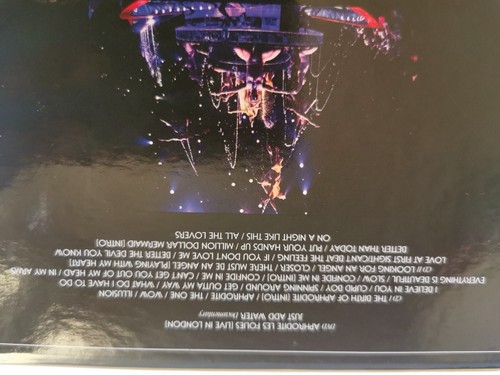 DVD APHRODITE LES FOLIES [LIVE IN LONDON]
JUST ADD WATER Documentary
CD1 THE BIRTH OF APHRODITE [INTRO] / APHRODITE / THE ONE / WOW / ILLUSION
I BELIEVE IN YOU / CUPID BOY / SPINNING AROUND / GET OUTTA MY WAY / WHAT DO I HAVE TO DO
EVERYTHING IS BEAUTIFUL / SLOW / CONFIDE IN ME [INTRO] / CONFIDE IN ME / CAN'T GET YOU OUT OF MY HEAD / IN MY ARMS
CD2 LOOKING FOR AN ANGEL / CLOSER / THERE MUST BE AN ANGEL [PLAYING WITH MY HEART]
LOVE AT FIRST SIGHT/CAN'T BEAT THE FEELING / IF YOU DON'T LOVE ME / BETTER THE DEVIL YOU KNOW
BETTER THAN TODAY / PUT YOUR HANDS UP / MILLION DOLLAR MERMAID [INTRO]
ON A NIGHT LIKE THIS / ALL THE LOVERS